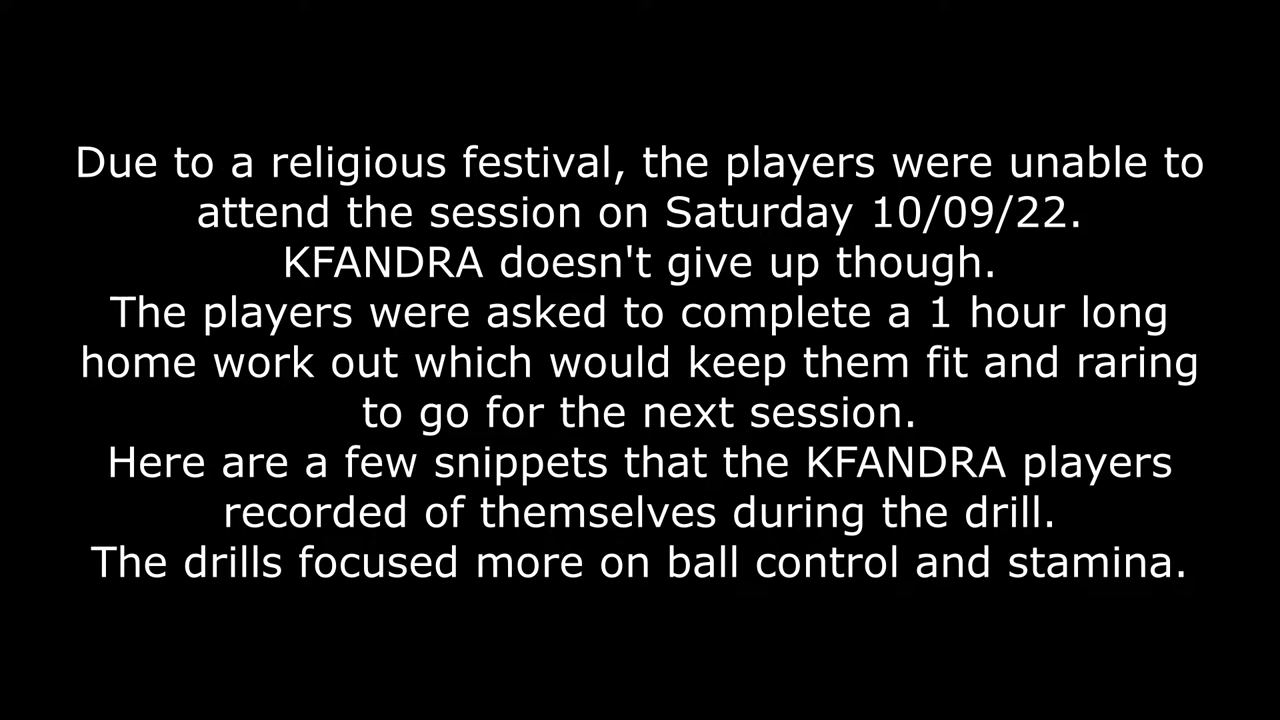 Due to a religious festival, the players were unable to
attend the session on Saturday 10/09/22.
KFANDRA doesn't give up though.
The players were asked to complete a 1 hour long
home work out which would keep them fit and raring
to go for the next session.
Here are a few snippets that the KFANDRA players
recorded of themselves during the drill.
The drills focused more on ball control and stamina.